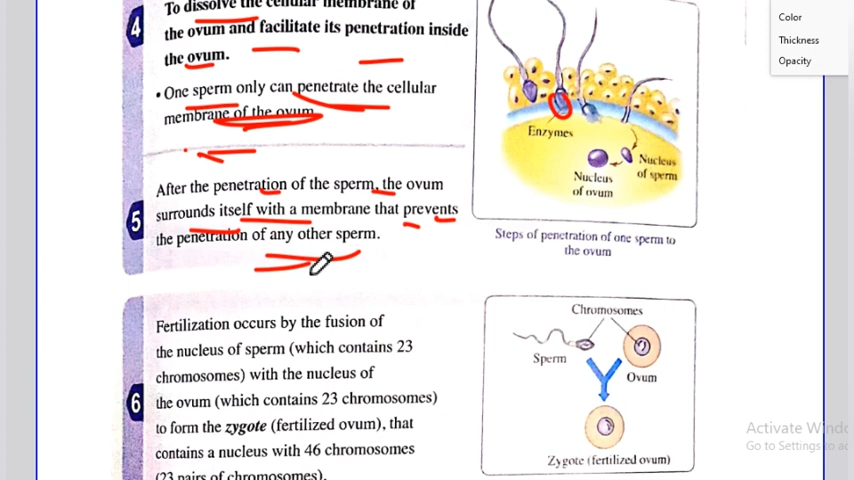 To dissolve the cellular membrane of
the ovum and facilitate its penetration inside
the ovum.
4
• One sperm only can penetrate the cellular
membrane of the ovum
After the penetration of the sperm, the ovum
surrounds itself with a membrane that prevents
the penetration of any other sperm.
5
Fertilization occurs by the fusion of
the nucleus of sperm (which contains 23
chromosomes) with the nucleus of
the ovum (which contains 23 chromosomes)
to form the zygote (fertilized ovum), that
contains a nucleus with 46 chromosomes
(23 pairs of chromosomes).
6
Enzymes
Nucleus
of ovum
Nucleus
of sperm
Steps of penetration of one sperm to
the ovum
Chromosomes
Sperm
Ovum
Zygote (fertilized ovum)
Color
Thickness
Opacity
Activate Windo
Go to Settings to ac